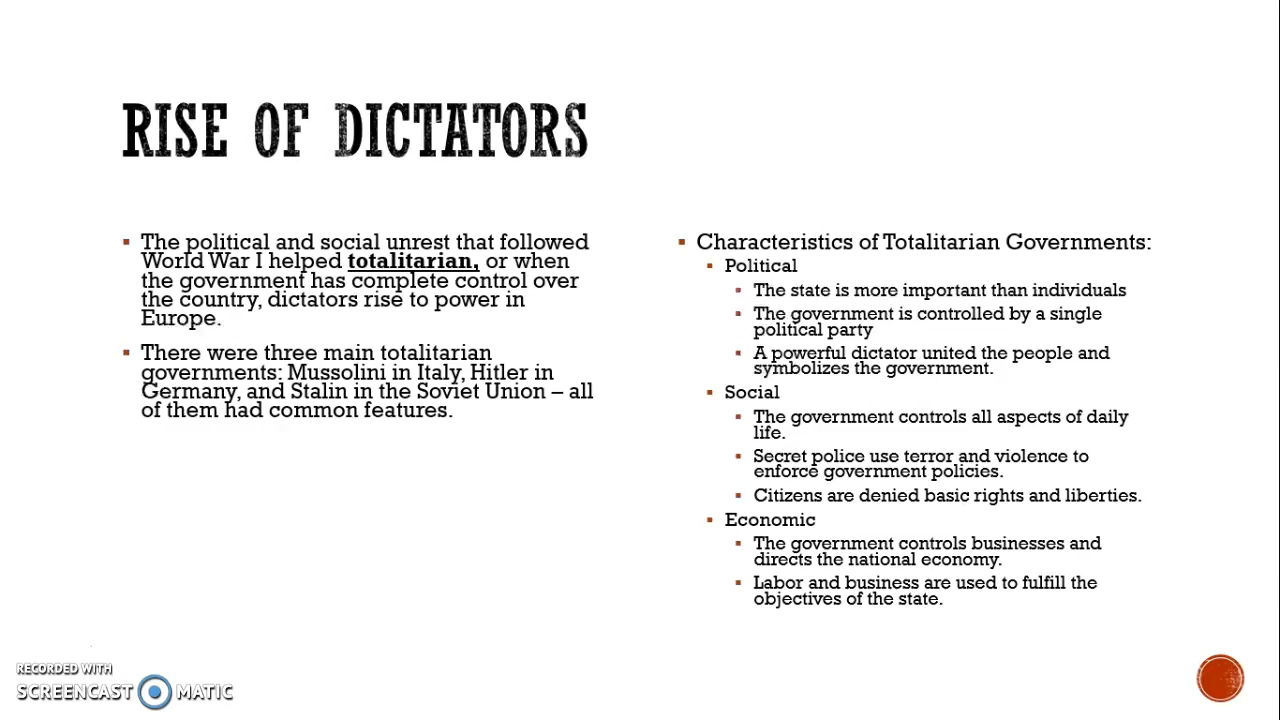 RISE OF DICTATORS
▪ The political and social unrest that followed
World War I helped totalitarian, or when
the government has complete control over
the country, dictators rise to power in
Europe.
▪ There were three main totalitarian
governments: Mussolini in Italy, Hitler in
Germany, and Stalin in the Soviet Union – all
of them had common features.
▪ Characteristics of Totalitarian Governments:
▪ Political
▪ The state is more important than individuals
▪ The government is controlled by a single
political party
▪ A powerful dictator united the people and
symbolizes the government.
▪ Social
▪ The government controls all aspects of daily
life.
▪ Secret police use terror and violence to
enforce government policies.
▪ Citizens are denied basic rights and liberties.
▪ Economic
▪ The government controls businesses and
directs the national economy.
▪ Labor and business are used to fulfill the
objectives of the state.
RECORDED WITH
SCREENCAST MATIC